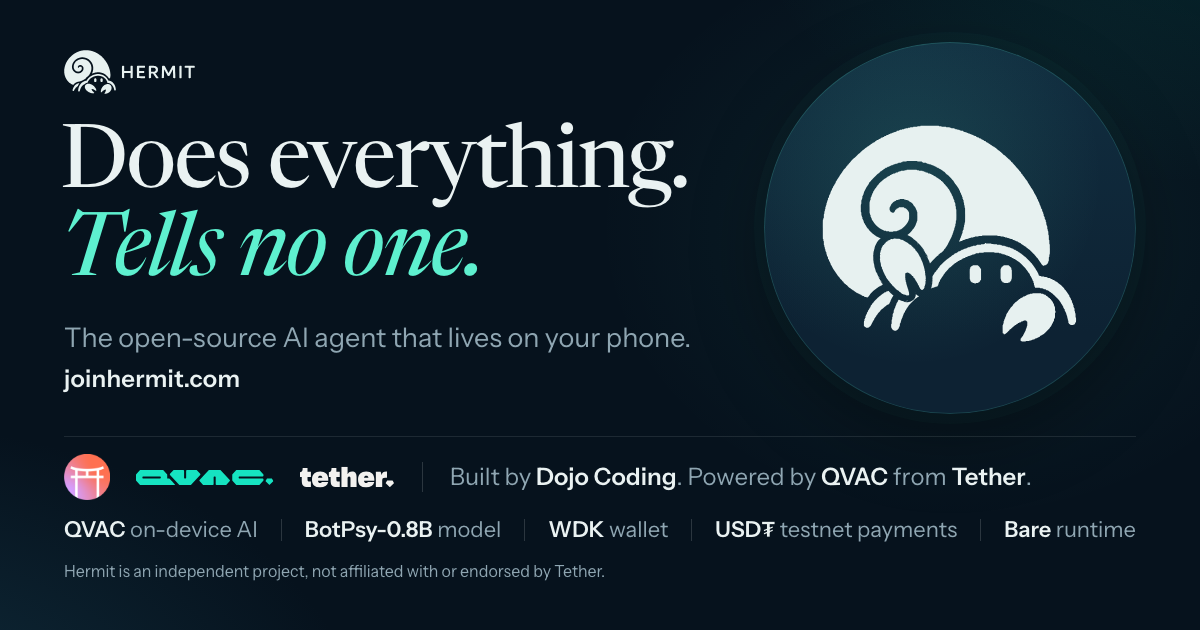 HERMIT
Does everything.
Tells no one.
The open-source AI agent that lives on your phone.
joinhermit.com
QVAC. tether. Built by Dojo Coding. Powered by QVAC from Tether.
QVAC on-device AI BotPsy-0.8B model WDK wallet USD₮ testnet payments Bare runtime
Hermit is an independent project, not affiliated with or endorsed by Tether.